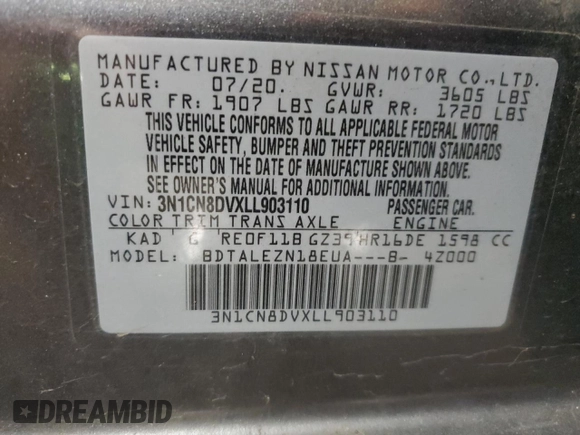 MANUFACTURED BY NISSAN MOTOR CO.,LTD.
DATE: 07/20. GVWR: 3605 LBS
GAWR FR: 1907 LBS GAWR RR: 1720 LBS
THIS VEHICLE CONFORMS TO ALL APPLICABLE FEDERAL MOTOR
VEHICLE SAFETY, BUMPER AND THEFT PREVENTION STANDARDS
IN EFFECT ON THE DATE OF MANUFACTURE SHOWN ABOVE.
SEE OWNER'S MANUAL FOR ADDITIONAL INFORMATION
VIN: 3N1CN8DVXLL903110 PASSENGER CAR.
COLOR TRIM TRANS AXLE ENGINE
KAD G RE0F11B GZ39 HR16DE 1598 CC
MODEL: BDTALEZN18EUA---B- 4Z000
3N1CN8DVXLL903110
DREAMBID